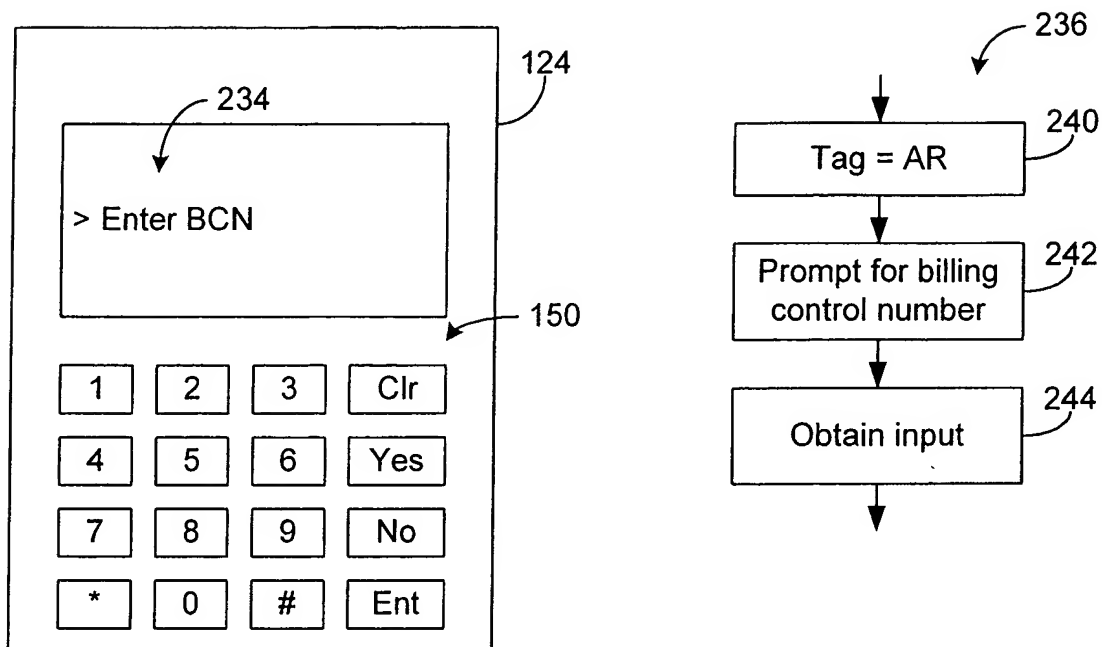 124
234
> Enter BCN
150
1 2 3 Clr
4 5 6 Yes
7 8 9 No
* 0 # Ent
236
240
Tag = AR
242
Prompt for billing
control number
244
Obtain input